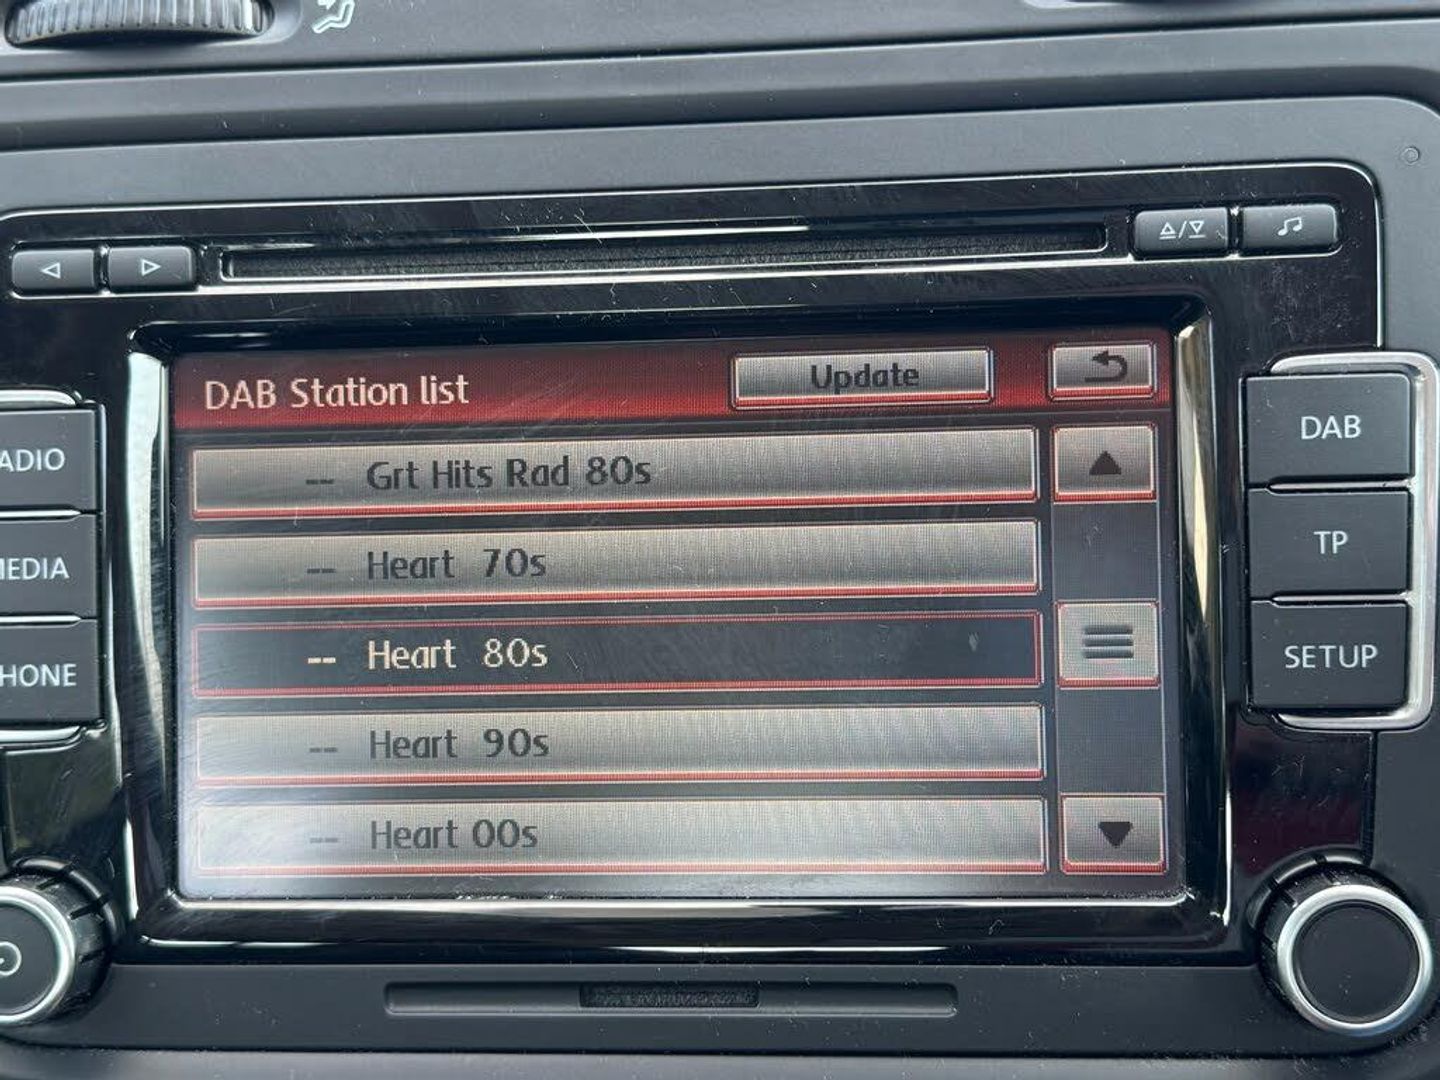 DAB Station list
Update
-- Grt Hits Rad 80s
-- Heart 70s
-- Heart 80s
-- Heart 90s
-- Heart 00s
ADIO
MEDIA
HONE
DAB
TP
SETUP